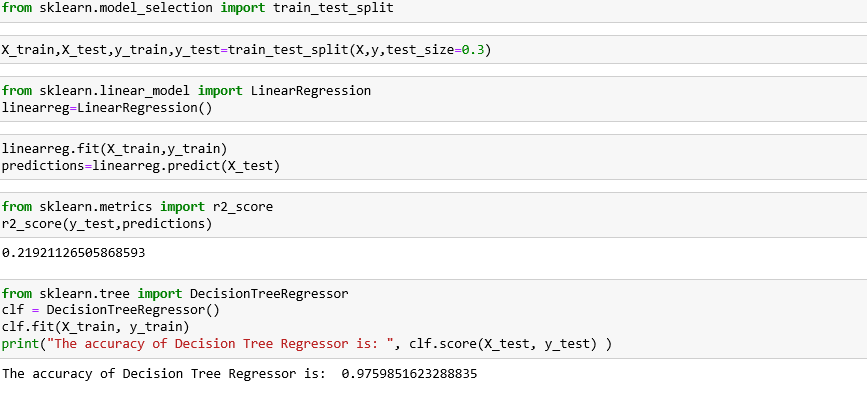 from sklearn.model_selection import train_test_split
X_train,X_test,y_train,y_test=train_test_split(X,y,test_size=0.3)
from sklearn.linear_model import LinearRegression
linearreg=LinearRegression()
linearreg.fit(X_train,y_train)
predictions=linearreg.predict(X_test)
from sklearn.metrics import r2_score
r2_score(y_test,predictions)
0.21921126505868593
from sklearn.tree import DecisionTreeRegressor
clf = DecisionTreeRegressor()
clf.fit(X_train, y_train)
print("The accuracy of Decision Tree Regressor is: ", clf.score(X_test, y_test) )
The accuracy of Decision Tree Regressor is:  0.9759851623288835